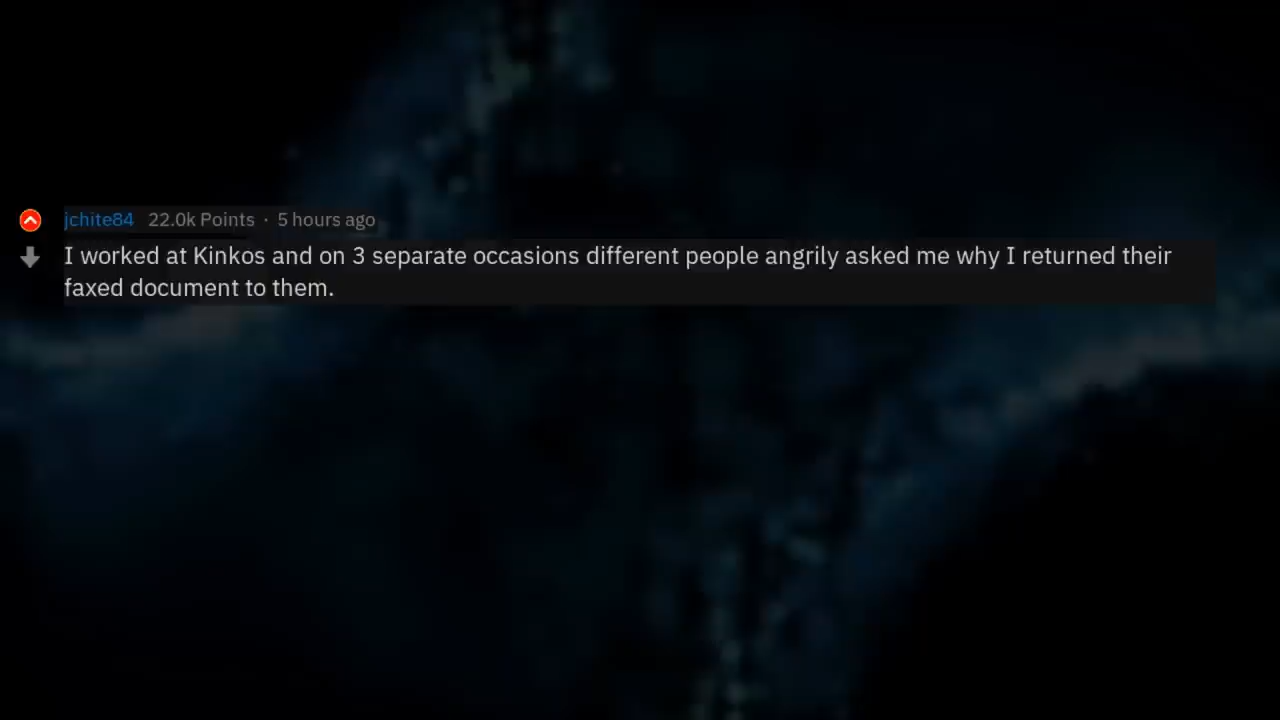 jchite84 22.0k Points · 5 hours ago
I worked at Kinkos and on 3 separate occasions different people angrily asked me why I returned their
faxed document to them.